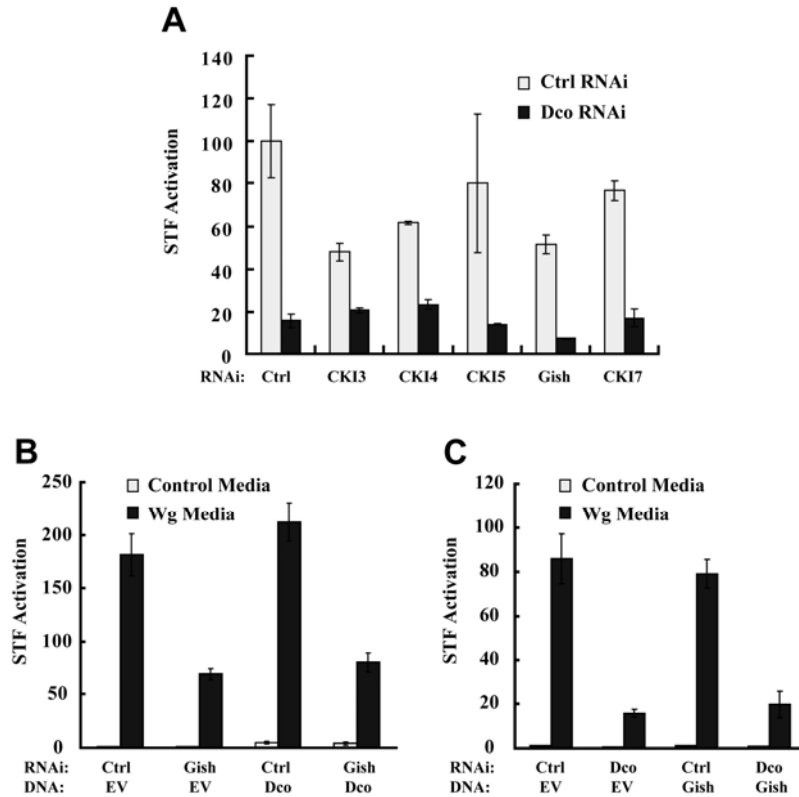 A
STF Activation
140
120
100
80
60
40
20
0
Ctrl RNAi
Dco RNAi
RNAi: Ctrl CKI3 CKI4 CKI5 Gish CKI7
B
STF Activation
250
200
150
100
50
0
Control Media
Wg Media
RNAi: Ctrl Gish Ctrl Gish
DNA: EV EV Dco Dco
C
STF Activation
120
100
80
60
40
20
0
Control Media
Wg Media
RNAi: Ctrl Dco Ctrl Dco
DNA: EV EV Gish Gish